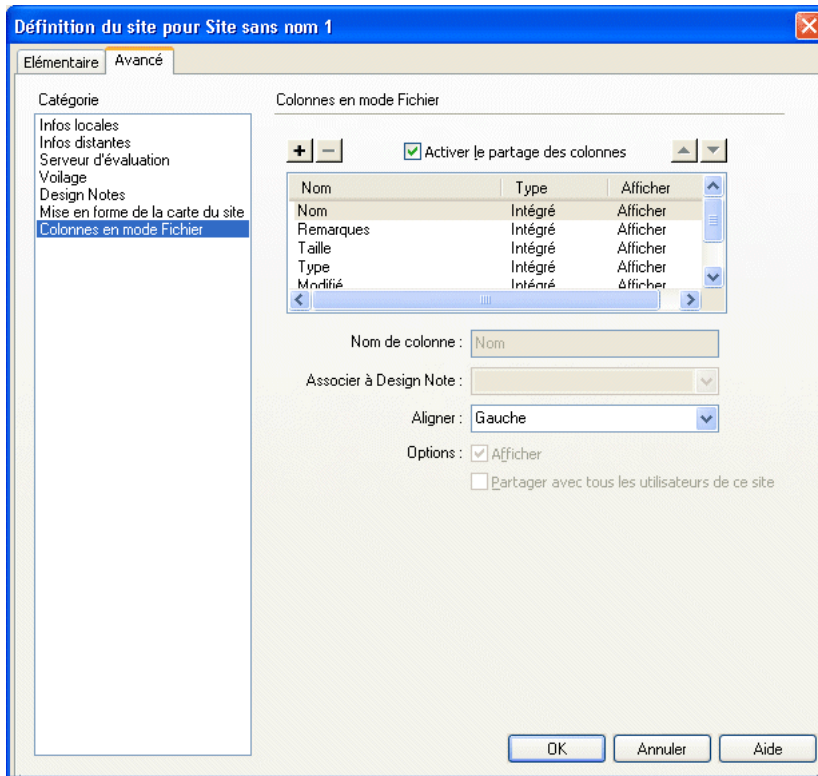 Définition du site pour Site sans nom 1
Elémentaire Avancé
Catégorie
Infos locales
Infos distantes
Serveur d'évaluation
Voilage
Design Notes
Mise en forme de la carte du site
Colonnes en mode Fichier
Colonnes en mode Fichier
Activer le partage des colonnes
Nom Type Afficher
Nom Intégré Afficher
Remarques Intégré Afficher
Taille Intégré Afficher
Type Intégré Afficher
Modifié Intégré Afficher
Nom de colonne : Nom
Associer à Design Note :
Aligner : Gauche
Options : Afficher
Partager avec tous les utilisateurs de ce site
OK Annuler Aide